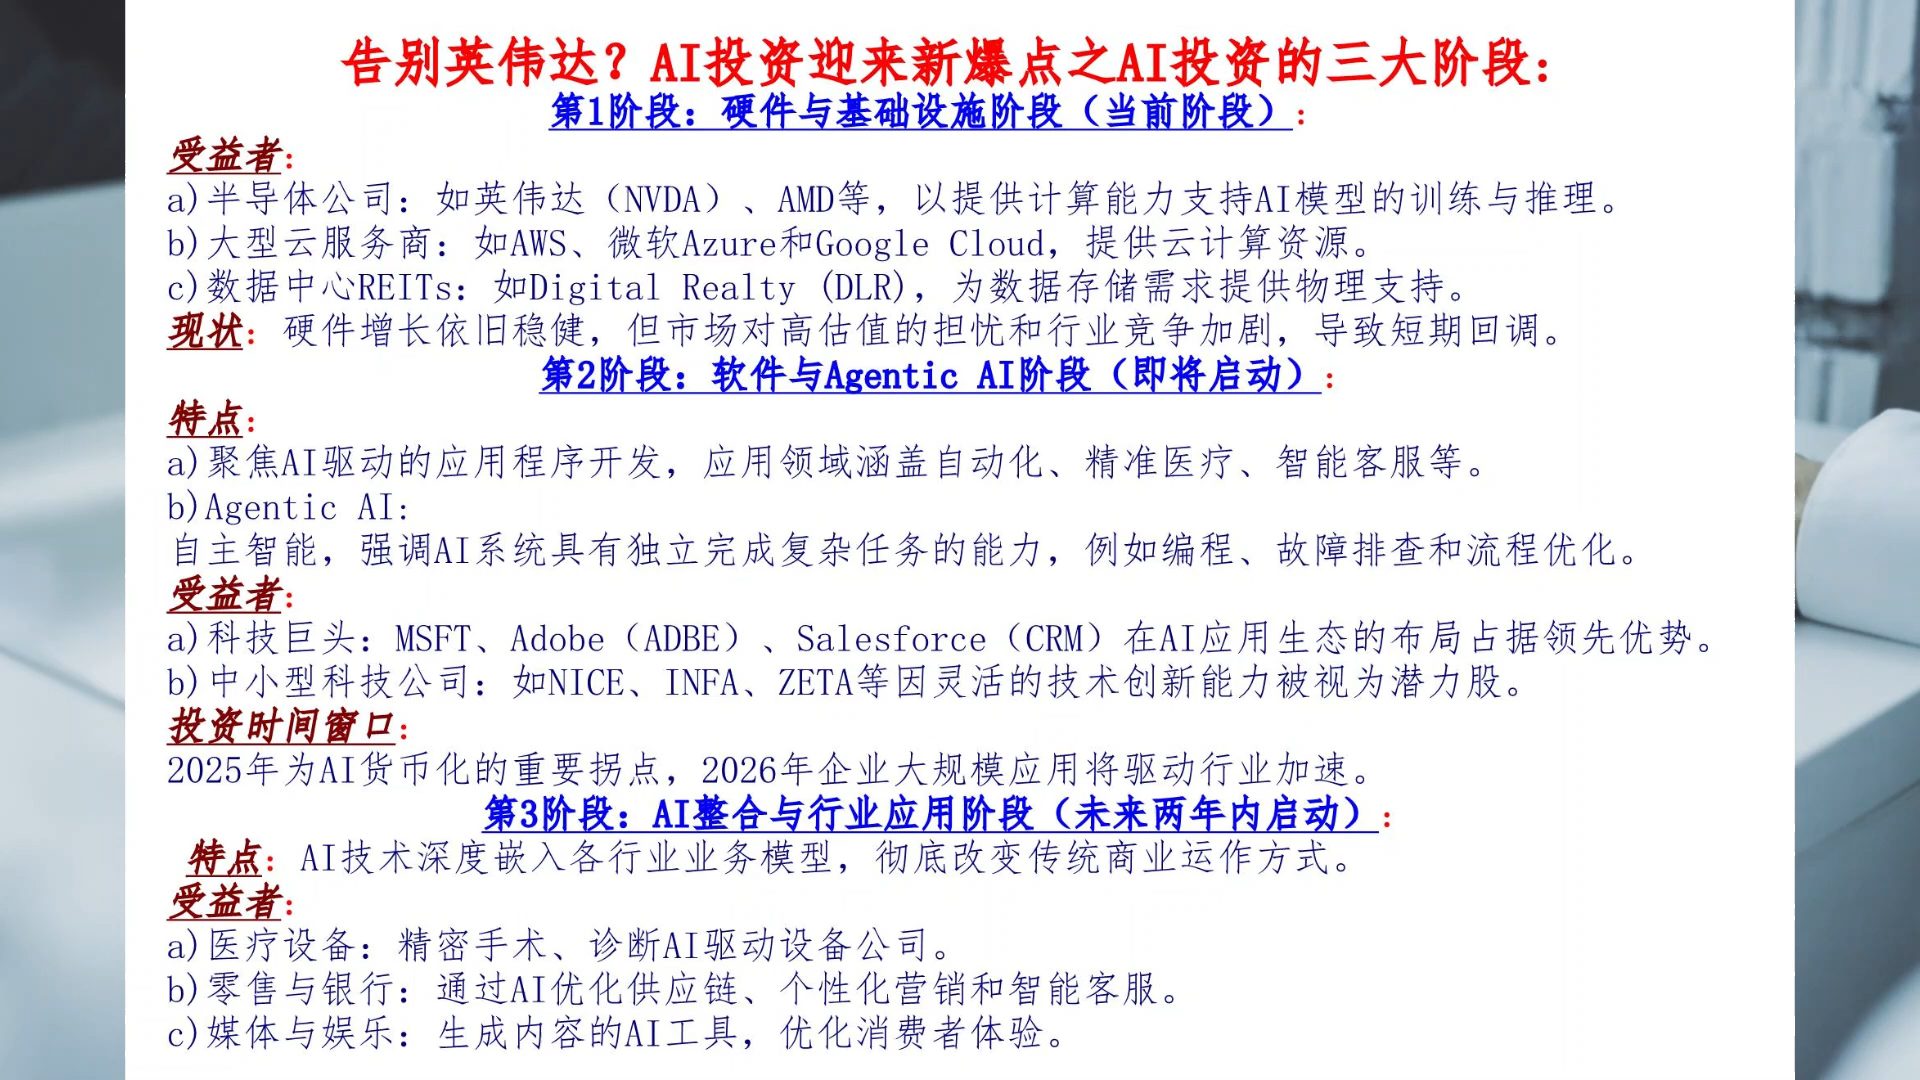 告别英伟达？AI投资迎来新爆点之AI投资的三大阶段：
第1阶段：硬件与基础设施阶段（当前阶段）：
受益者：
a)半导体公司：如英伟达（NVDA）、AMD等，以提供计算能力支持AI模型的训练与推理。
b)大型云服务商：如AWS、微软Azure和Google Cloud，提供云计算资源。
c)数据中心REITs：如Digital Realty (DLR)，为数据存储需求提供物理支持。
现状：硬件增长依旧稳健，但市场对高估值的担忧和行业竞争加剧，导致短期回调。
第2阶段：软件与Agentic AI阶段（即将启动）：
特点：
a)聚焦AI驱动的应用程序开发，应用领域涵盖自动化、精准医疗、智能客服等。
b)Agentic AI:
自主智能，强调AI系统具有独立完成复杂任务的能力，例如编程、故障排查和流程优化。
受益者：
a)科技巨头：MSFT、Adobe（ADBE）、Salesforce（CRM）在AI应用生态的布局占据领先优势。
b)中小型科技公司：如NICE、INFA、ZETA等因灵活的技术创新能力被视为潜力股。
投资时间窗口：
2025年为AI货币化的重要拐点，2026年企业大规模应用将驱动行业加速。
第3阶段：AI整合与行业应用阶段（未来两年内启动）：
特点：AI技术深度嵌入各行业业务模型，彻底改变传统商业运作方式。
受益者：
a)医疗设备：精密手术、诊断AI驱动设备公司。
b)零售与银行：通过AI优化供应链、个性化营销和智能客服。
c)媒体与娱乐：生成内容的AI工具，优化消费者体验。